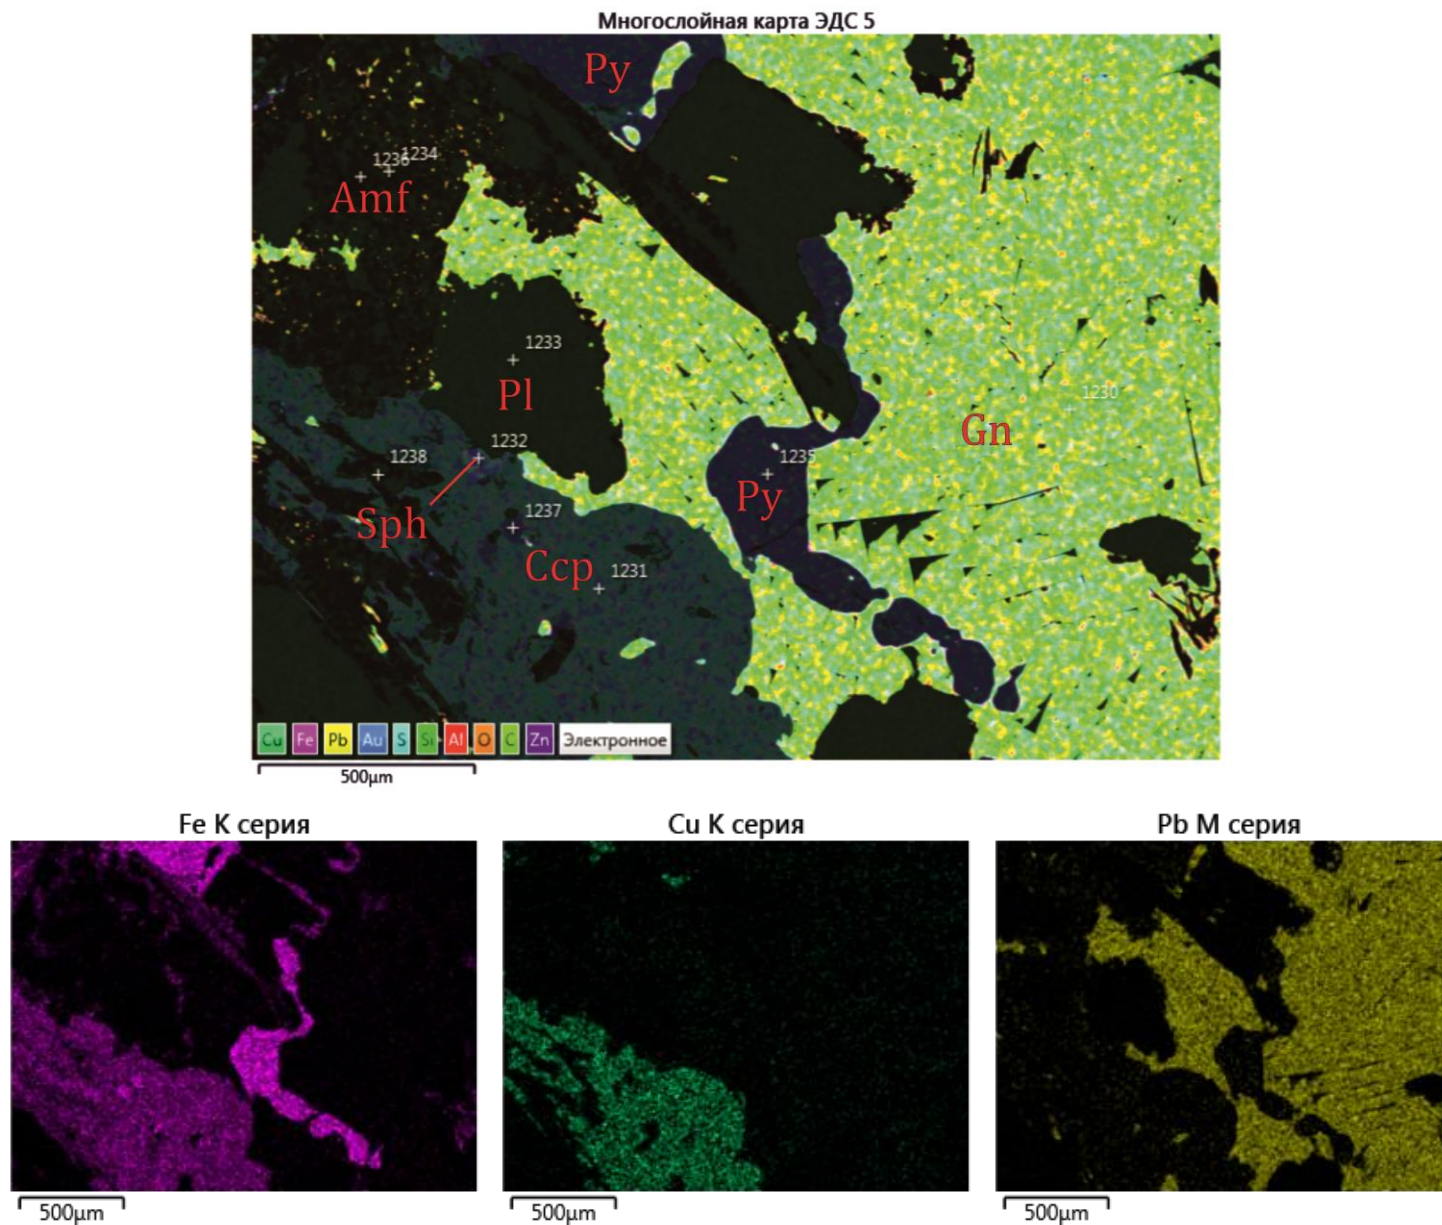 Многослойная карта ЭДС 5
Py
1236 1234
Amf
1233
Pl
1230
Gn
1232
1238
1235
Py
Sph
1237
Ccp
1231
Cu Fe Pb Au S Si Al O C Zn Электронное
500μm
Fe K серия Cu K серия Pb M серия
500μm 500μm 500μm